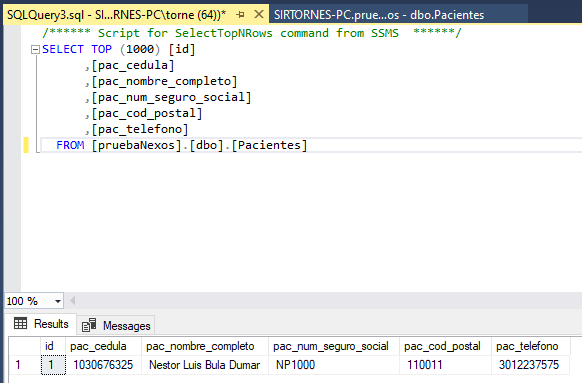 SQLQuery3.sql - SI...RNES-PC\torne (64))* SIRTORNES-PC.prue...os - dbo.Pacientes
/****** Script for SelectTopNRows command from SSMS ******/
SELECT TOP (1000) [id]
,[pac_cedula]
,[pac_nombre_completo]
,[pac_num_seguro_social]
,[pac_cod_postal]
,[pac_telefono]
FROM [pruebaNexos].[dbo].[Pacientes]
100 %
Results Messages
id pac_cedula pac_nombre_completo pac_num_seguro_social pac_cod_postal pac_telefono
1 1 1030676325 Nestor Luis Bula Dumar NP1000 110011 3012237575